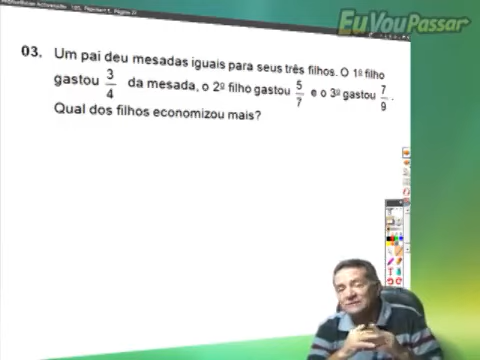 EuVouPassar
03. Um pai deu mesadas iguais para seus três filhos. O 1º filho
gastou 3/4 da mesada, o 2º filho gastou 5/7 e o 3º gastou 7/9.
Qual dos filhos economizou mais?